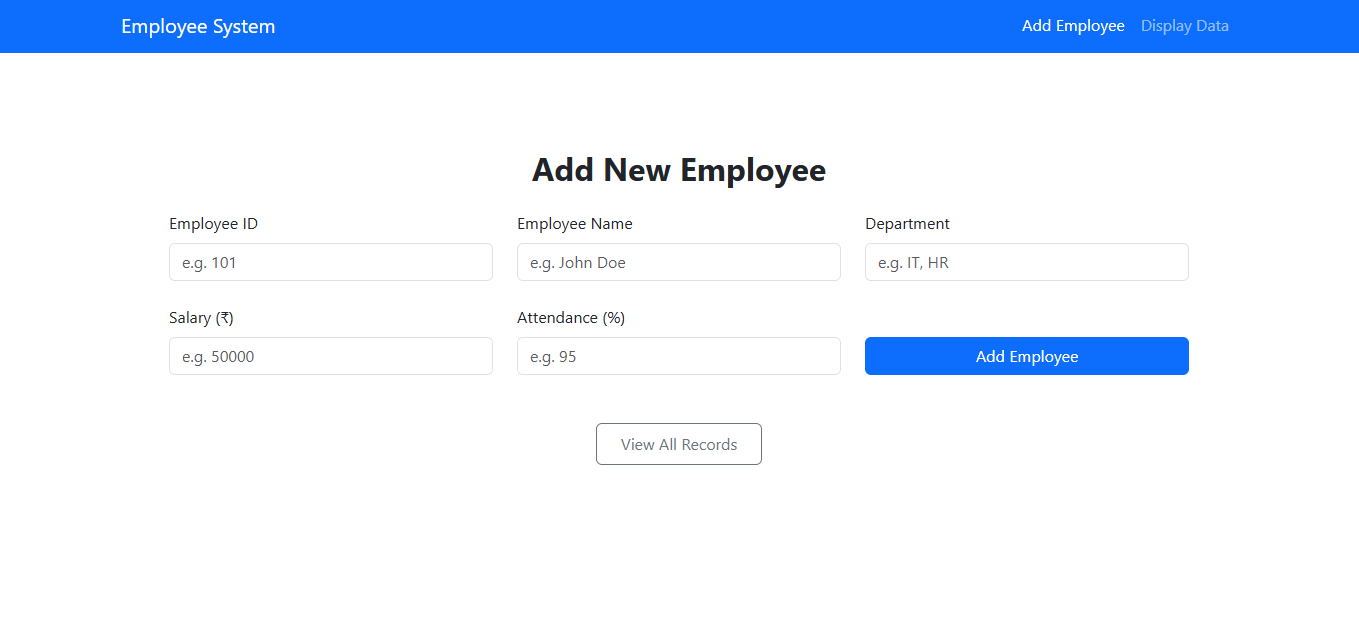 Employee System Add Employee Display Data
Add New Employee
Employee ID Employee Name Department
e.g. 101 e.g. John Doe e.g. IT, HR
Salary (₹) Attendance (%)
e.g. 50000 e.g. 95 Add Employee
View All Records